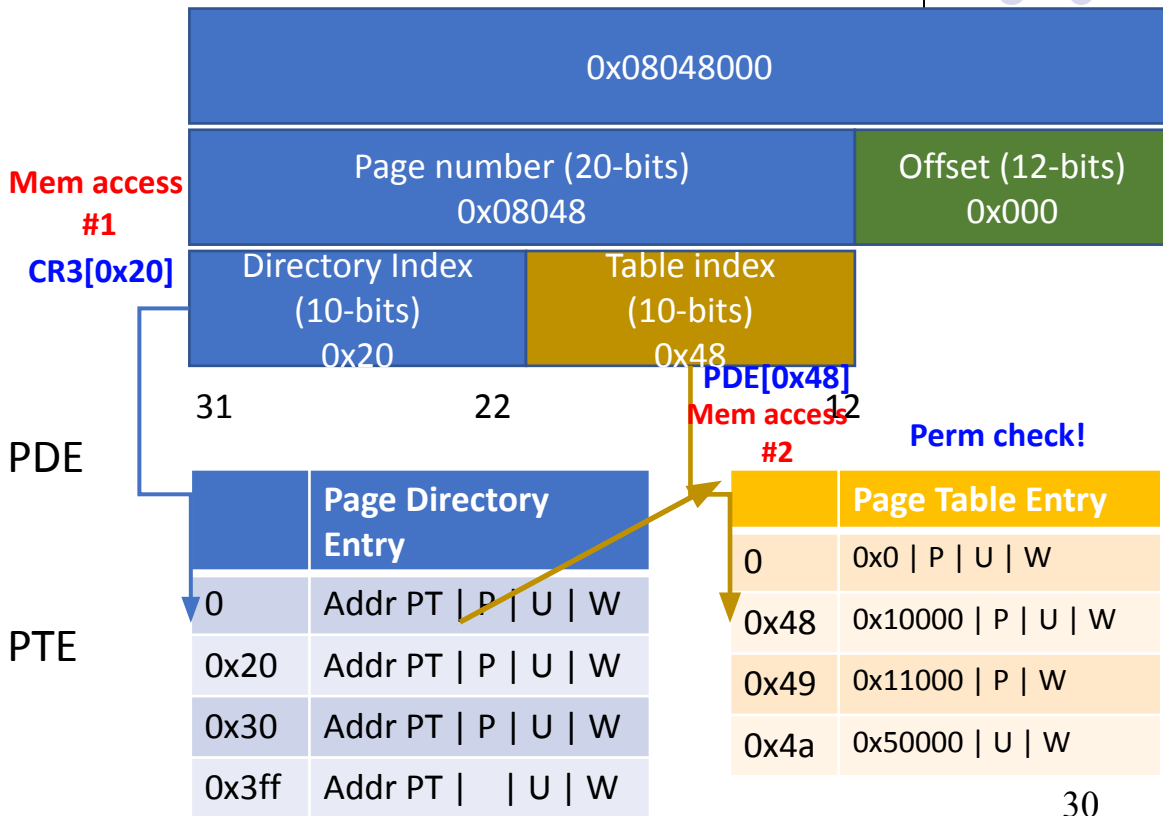 0x08048000
Page number (20-bits)
0x08048
Offset (12-bits)
0x000
Mem access
#1
CR3[0x20]
Directory Index
(10-bits)
0x20
Table index
(10-bits)
0x48
PDE[0x48]
31
22
12
Mem access
#2
Perm check!
PDE
PTE
Page Directory
Entry
0 Addr PT | P | U | W
0x20 Addr PT | P | U | W
0x30 Addr PT | P | U | W
0x3ff Addr PT | | U | W
Page Table Entry
0 0x0 | P | U | W
0x48 0x10000 | P | U | W
0x49 0x11000 | P | W
0x4a 0x50000 | U | W
30